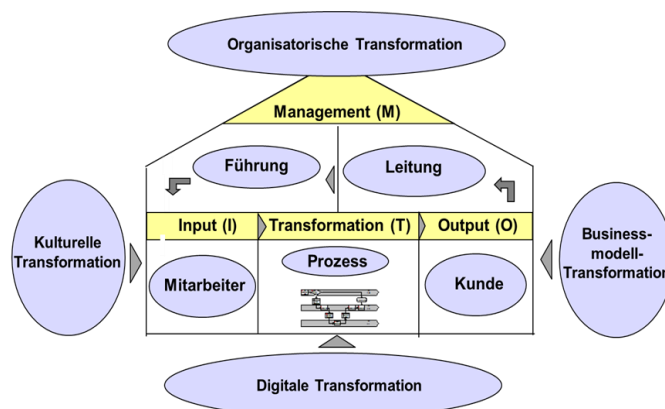 Organisatorische Transformation
Management (M)
Führung
Leitung
Input (I)
Transformation (T)
Output (O)
Kulturelle
Transformation
Mitarbeiter
Prozess
Kunde
Business-
modell-
Transformation
Digitale Transformation